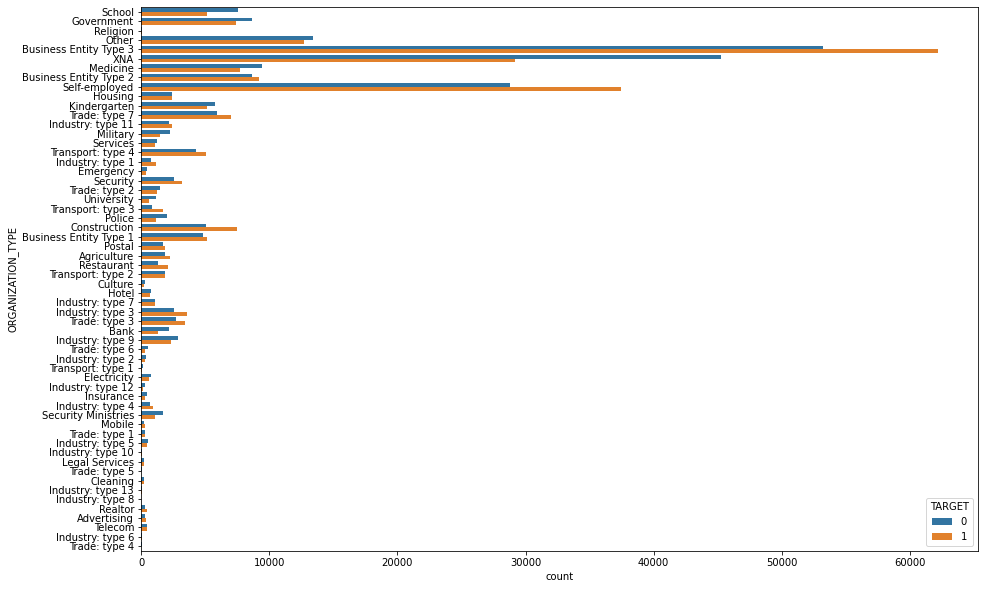 School
Government
Religion
Other
Business Entity Type 3
XNA
Medicine
Business Entity Type 2
Self-employed
Housing
Kindergarten
Trade: type 7
Industry: type 11
Military
Services
Transport: type 4
Industry: type 1
Emergency
Security
Trade: type 2
University
Transport: type 3
Police
Construction
Business Entity Type 1
Postal
Agriculture
Restaurant
Transport: type 2
Culture
Hotel
Industry: type 7
Industry: type 3
Trade: type 3
Bank
Industry: type 9
Trade: type 6
Industry: type 2
Transport: type 1
Electricity
Industry: type 12
Insurance
Industry: type 4
Security Ministries
Mobile
Trade: type 1
Industry: type 5
Industry: type 10
Legal Services
Trade: type 5
Cleaning
Industry: type 13
Industry: type 8
Realtor
Advertising
Telecom
Industry: type 6
Trade: type 4
ORGANIZATION_TYPE
0 10000 20000 30000 40000 50000 60000
count
TARGET
0
1